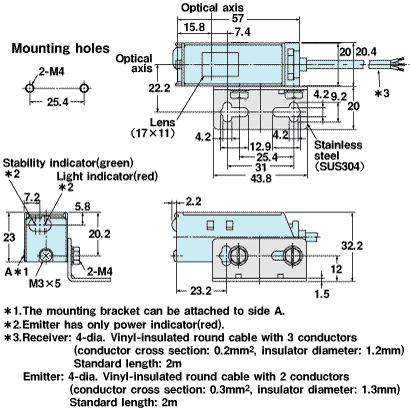 Optical axis
57
15.8
7.4
Mounting holes
2-M4
25.4
Optical
axis
22.2
20
20.4
*3
4.2
9.2
20
Lens
(17×11)
4.2
4.2
12.9
25.4
31
43.8
Stainless
steel
(SUS304)
Stability indicator(green)
*2
Light indicator(red)
*2
7.2
5.8
23
20.2
A*1
M3×5
2-M4
2.2
32.2
12
23.2
1.5
*1.The mounting bracket can be attached to side A.
*2.Emitter has only power indicator(red).
*3.Receiver: 4-dia. Vinyl-insulated round cable with 3 conductors
(conductor cross section: 0.2mm², insulator diameter: 1.2mm)
Standard length: 2m
Emitter: 4-dia. Vinyl-insulated round cable with 2 conductors
(conductor cross section: 0.3mm², insulator diameter: 1.3mm)
Standard length: 2m